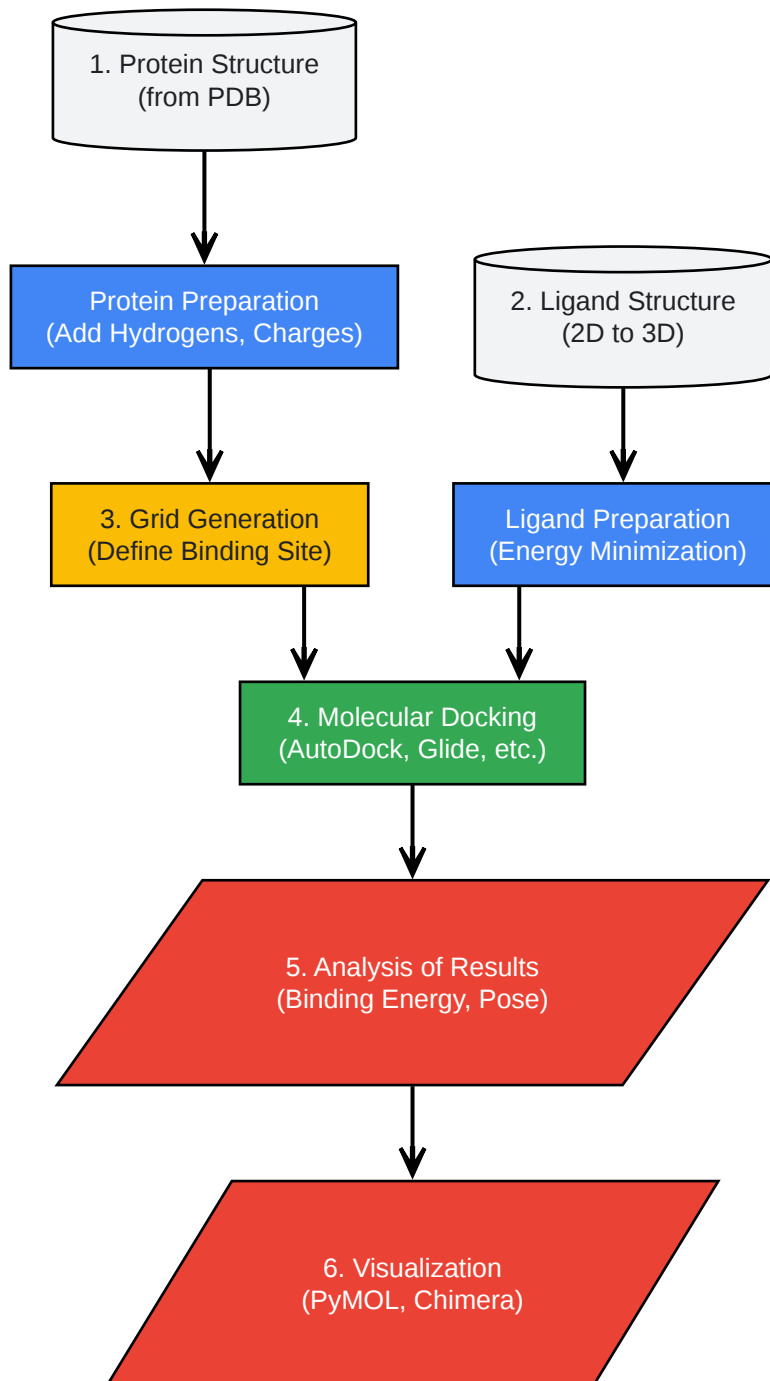 1. Protein Structure
(from PDB)
Protein Preparation
(Add Hydrogens, Charges)
2. Ligand Structure
(2D to 3D)
3. Grid Generation
(Define Binding Site)
Ligand Preparation
(Energy Minimization)
4. Molecular Docking
(AutoDock, Glide, etc.)
5. Analysis of Results
(Binding Energy, Pose)
6. Visualization
(PyMOL, Chimera)